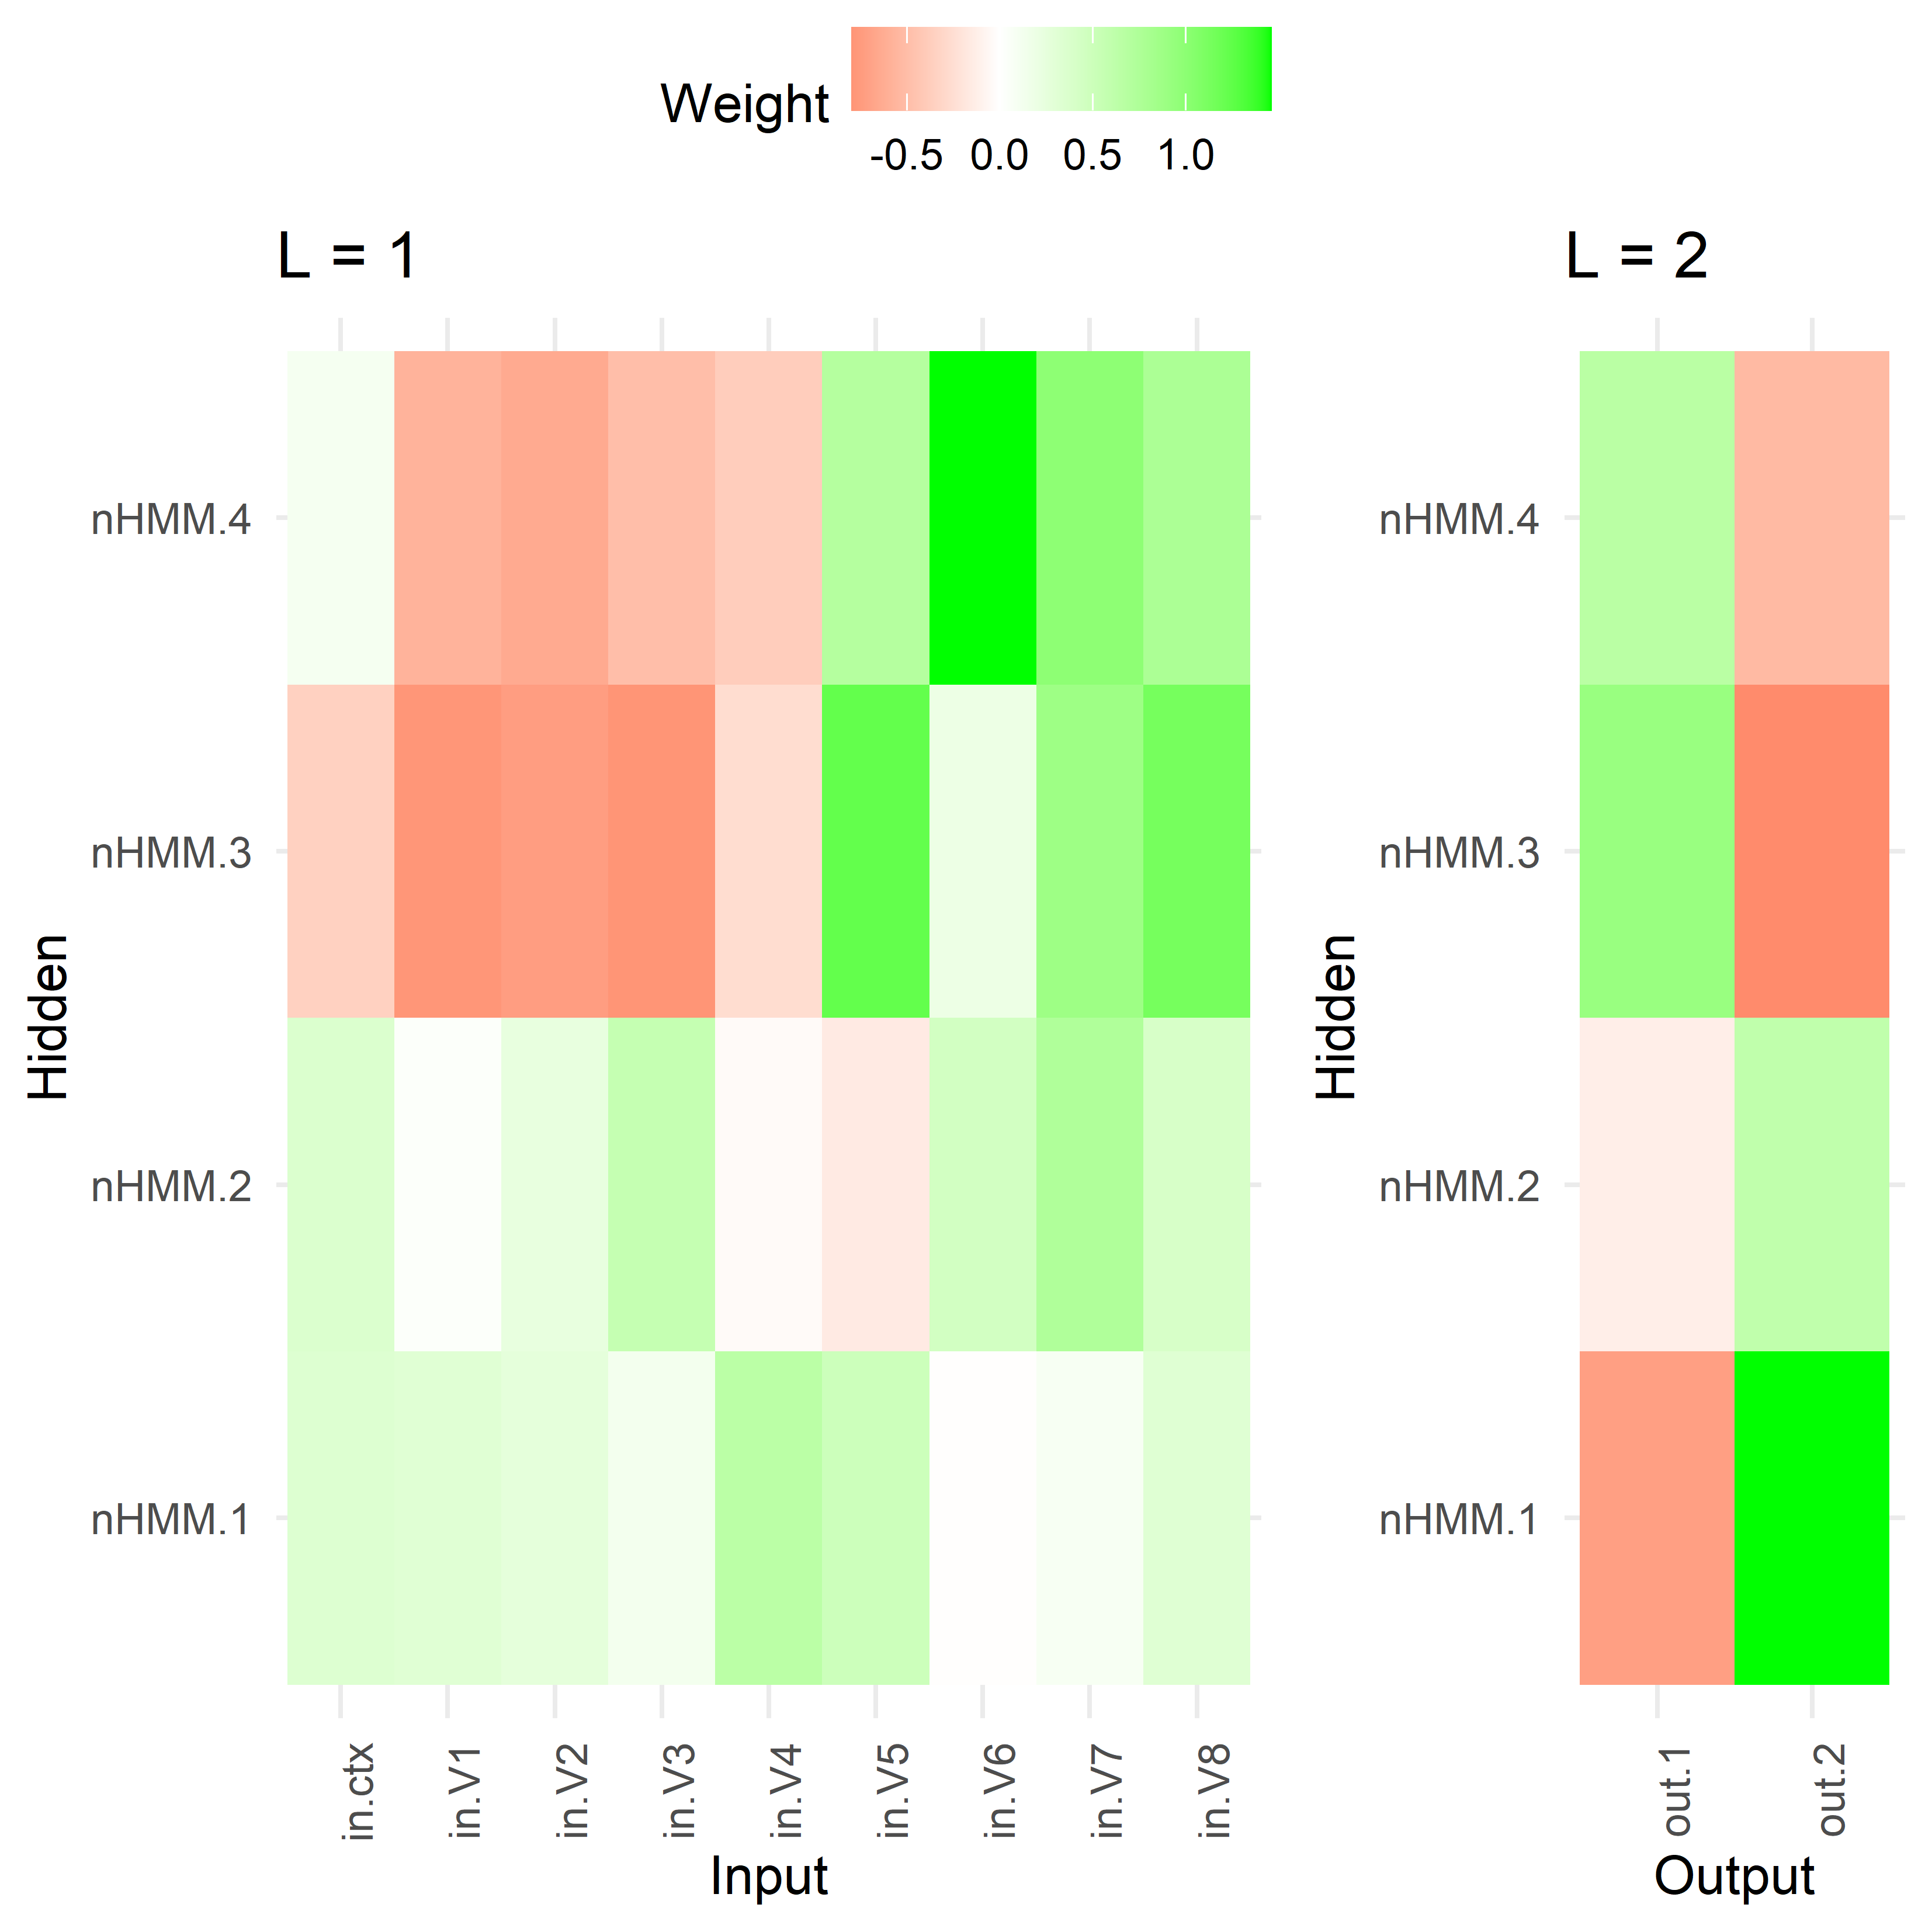 Weight
-0.5 0.0 0.5 1.0
L = 1
L = 2
Hidden
nHMM.4
nHMM.3
nHMM.2
nHMM.1
in.ctx in.V1 in.V2 in.V3 in.V4 in.V5 in.V6 in.V7 in.V8
Input
Hidden
nHMM.4
nHMM.3
nHMM.2
nHMM.1
out.1 out.2
Output